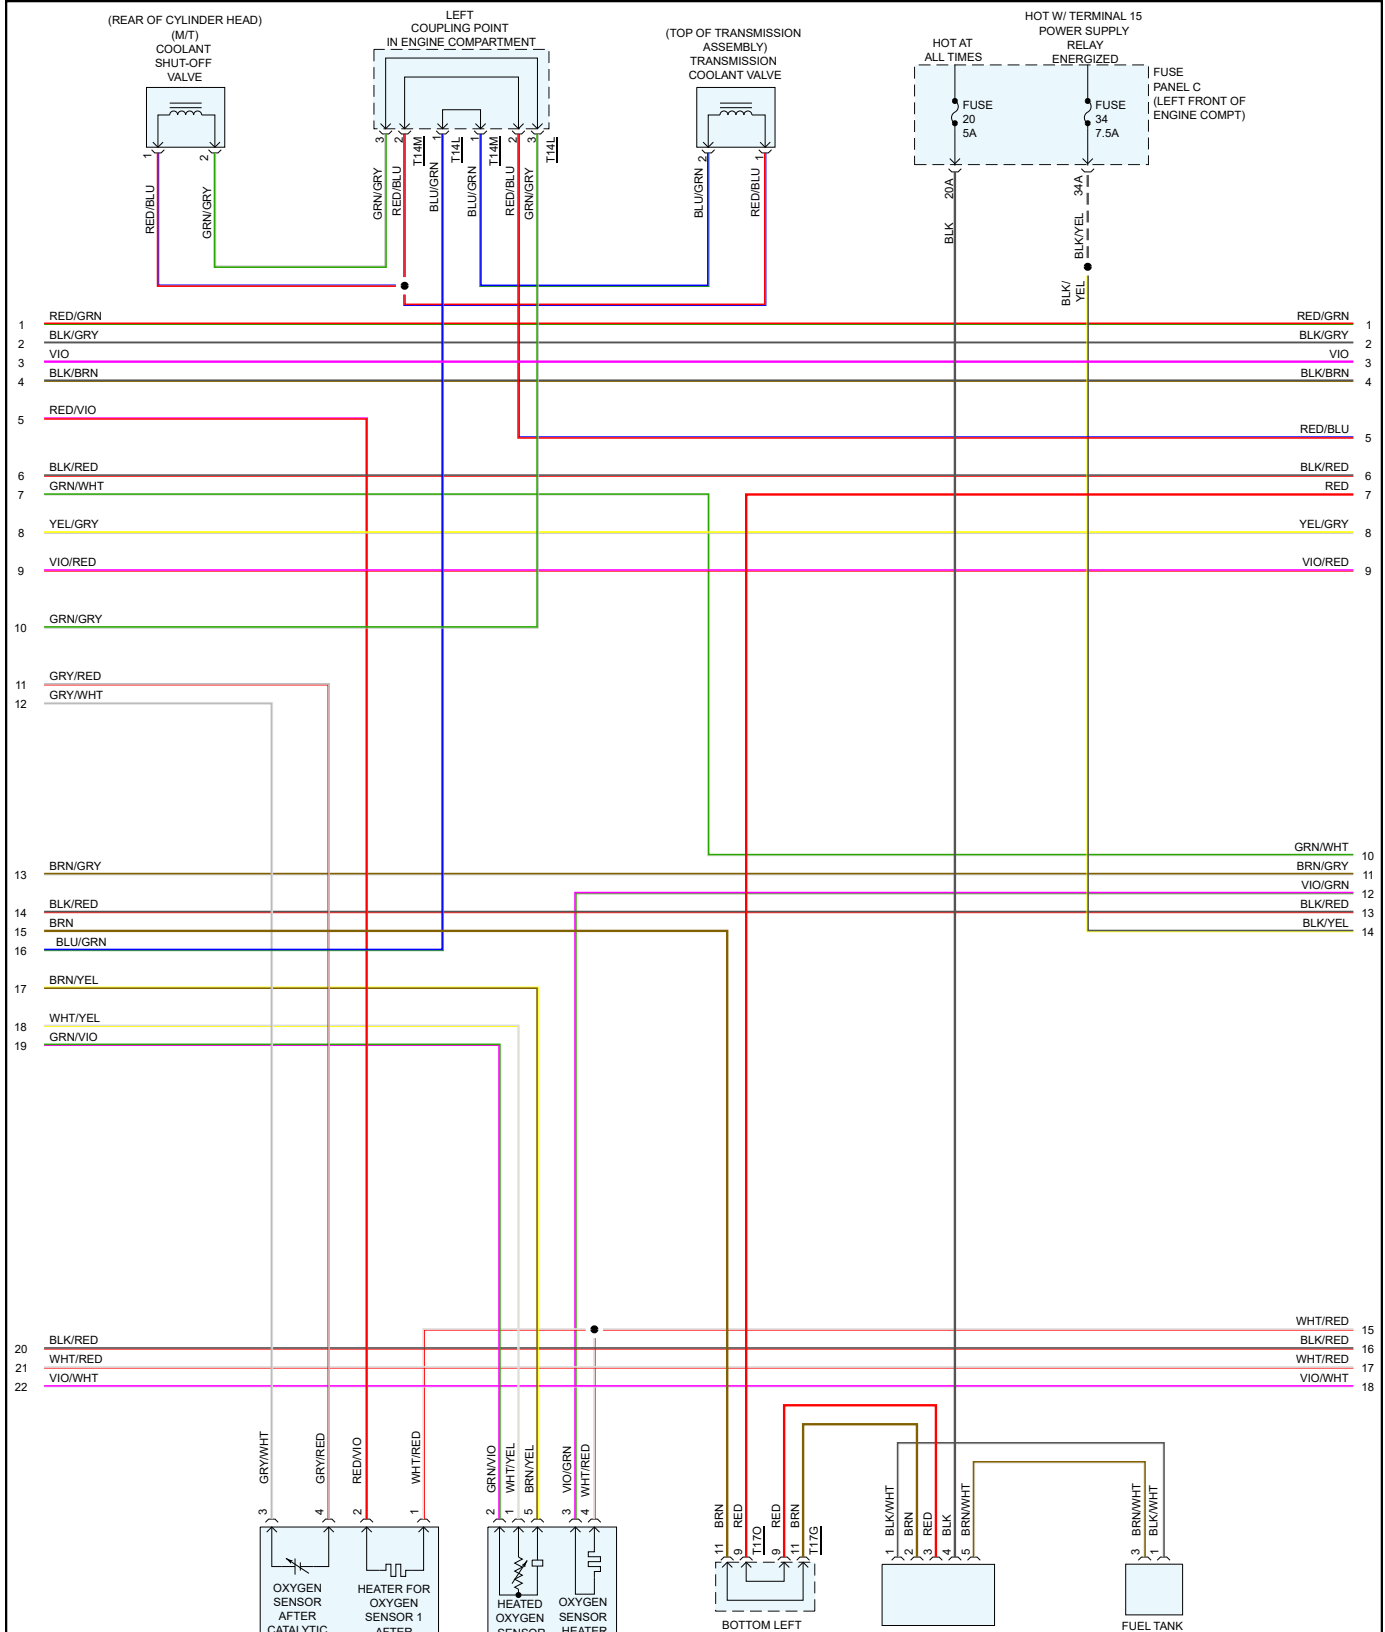 (REAR OF CYLINDER HEAD)
(M/T)
COOLANT
SHUT-OFF
VALVE
LEFT
COUPLING POINT
IN ENGINE COMPARTMENT
(TOP OF TRANSMISSION
ASSEMBLY)
TRANSMISSION
COOLANT VALVE
HOT AT
ALL TIMES
HOT W/ TERMINAL 15
POWER SUPPLY
RELAY
ENERGIZED
FUSE
PANEL C
(LEFT FRONT OF
ENGINE COMPT)
FUSE
20
5A
FUSE
34
7.5A
1
2
3
2
T14M
1
T14L
1
T14M
2
3
T14L
2
1
20A
34A
RED/BLU
GRN/GRY
GRN/GRY
RED/BLU
BLU/GRN
BLU/GRN
RED/BLU
GRN/GRY
BLU/GRN
RED/BLU
BLK
BLK/YEL
BLK/
YEL
1 RED/GRN RED/GRN 1
2 BLK/GRY BLK/GRY 2
3 VIO VIO 3
4 BLK/BRN BLK/BRN 4
5 RED/VIO
RED/BLU 5
6 BLK/RED BLK/RED 6
7 GRN/WHT RED 7
8 YEL/GRY YEL/GRY 8
9 VIO/RED VIO/RED 9
10 GRN/GRY
11 GRY/RED
12 GRY/WHT
GRN/WHT 10
13 BRN/GRY BRN/GRY 11
VIO/GRN 12
14 BLK/RED BLK/RED 13
15 BRN BLK/YEL 14
16 BLU/GRN
17 BRN/YEL
18 WHT/YEL
19 GRN/VIO
WHT/RED 15
20 BLK/RED BLK/RED 16
21 WHT/RED WHT/RED 17
22 VIO/WHT VIO/WHT 18
GRY/WHT
GRY/RED
RED/VIO
WHT/RED
GRN/VIO
WHT/YEL
BRN/YEL
VIO/GRN
WHT/RED
BRN
RED
RED
BRN
BLK/WHT
BRN
RED
BLK
BRN/WHT
BRN/WHT
BLK/WHT
3
4
2
1
2
1
5
3
4
11
9
T17O
9
11
T17G
1
2
3
4
5
3
1
OXYGEN
SENSOR
AFTER
CATALYTIC
HEATER FOR
OXYGEN
SENSOR 1
AFTER
HEATED
OXYGEN
SENSOR
OXYGEN
SENSOR
HEATER
BOTTOM LEFT
FUEL TANK